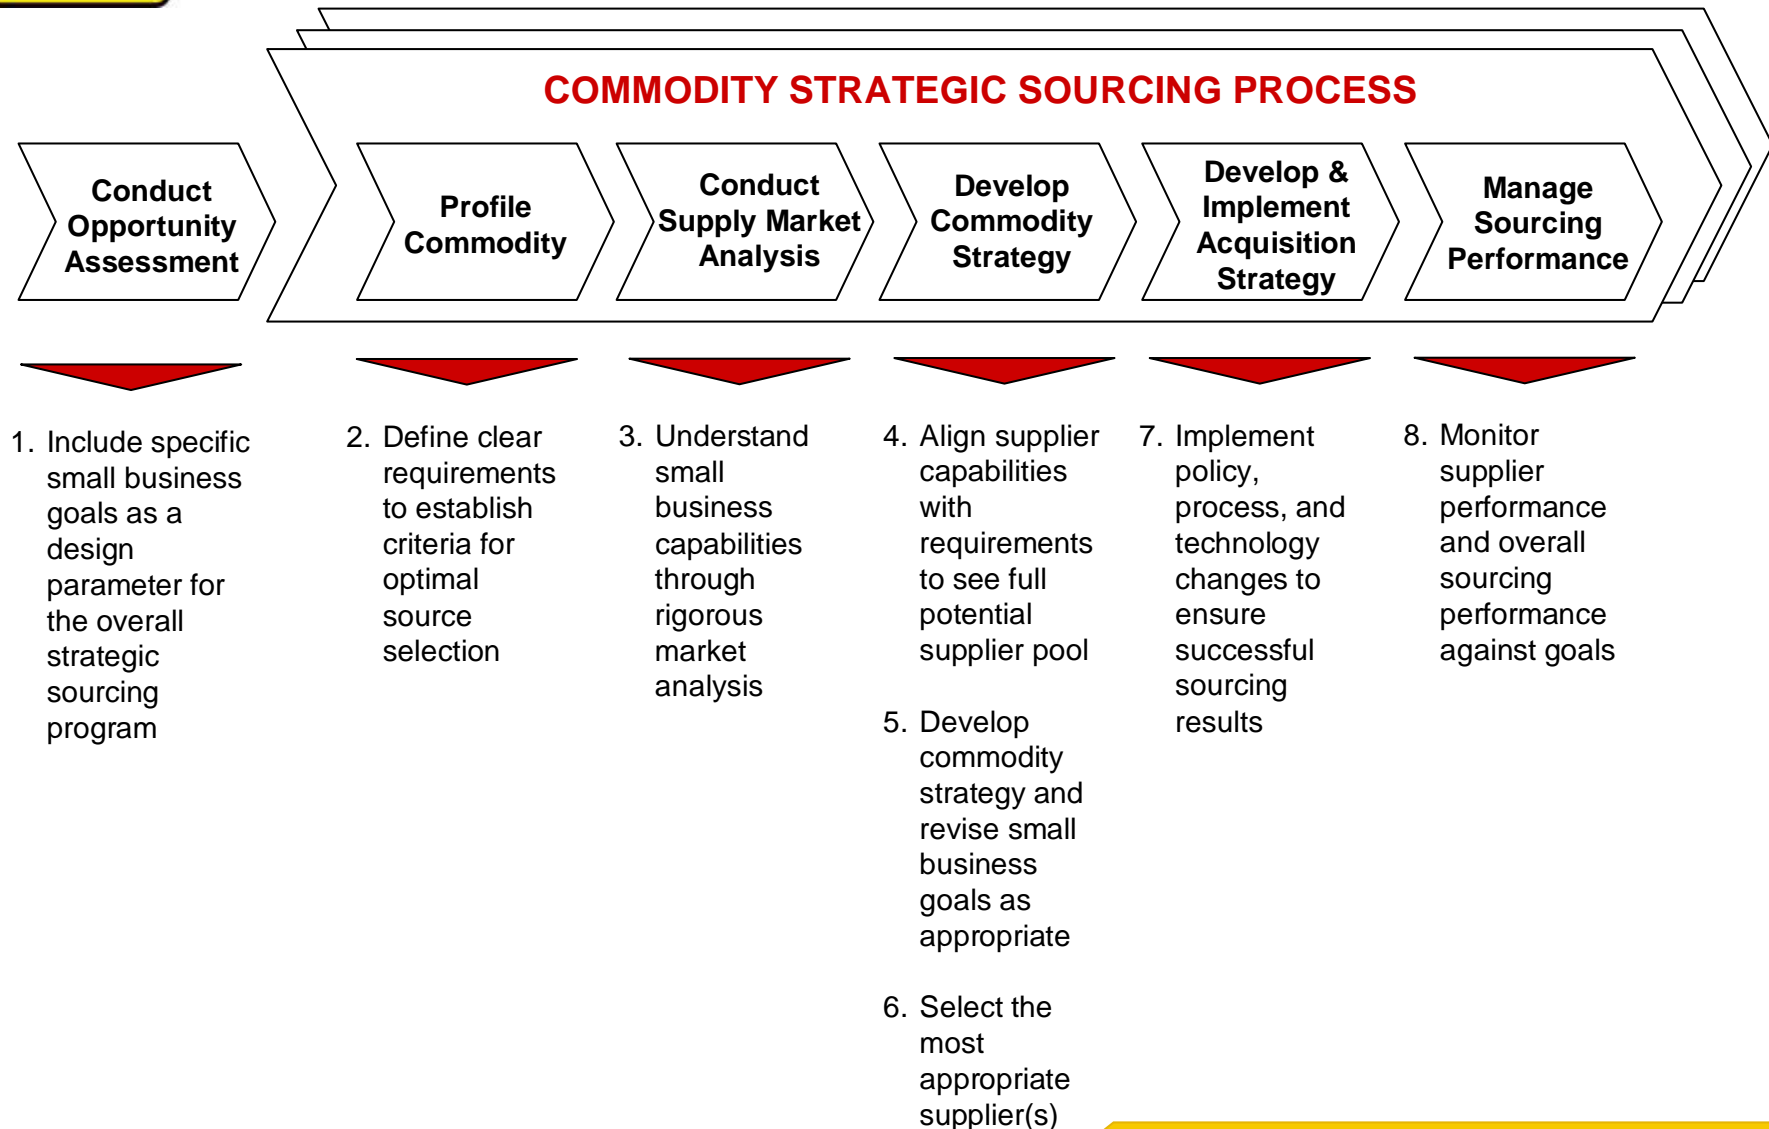 COMMODITY STRATEGIC SOURCING PROCESS
Conduct
Opportunity
Assessment
Profile
Commodity
Conduct
Supply Market
Analysis
Develop
Commodity
Strategy
Develop &
Implement
Acquisition
Strategy
Manage
Sourcing
Performance
1. Include specific
small business
goals as a
design
parameter for
the overall
strategic
sourcing
program
2. Define clear
requirements
to establish
criteria for
optimal
source
selection
3. Understand
small
business
capabilities
through
rigorous
market
analysis
4. Align supplier
capabilities
with
requirements
to see full
potential
supplier pool
5. Develop
commodity
strategy and
revise small
business
goals as
appropriate
6. Select the
most
appropriate
supplier(s)
7. Implement
policy,
process, and
technology
changes to
ensure
successful
sourcing
results
8. Monitor
supplier
performance
and overall
sourcing
performance
against goals